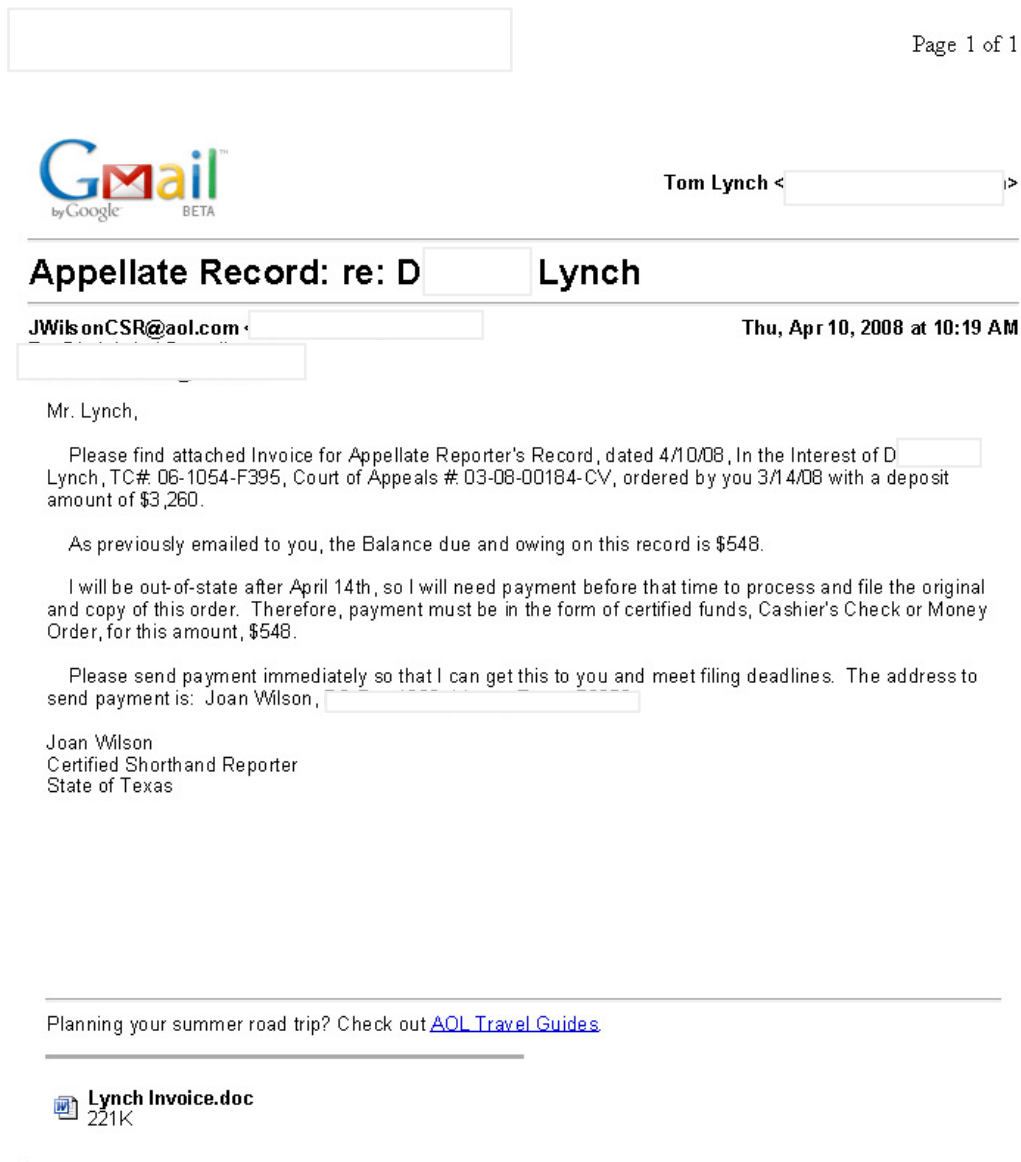 Page 1 of 1
Gmail™
by Google BETA
Tom Lynch < >
Appellate Record: re: D Lynch
JWilsonCSR@aol.com <
Thu, Apr 10, 2008 at 10:19 AM
Mr. Lynch,
Please find attached Invoice for Appellate Reporter's Record, dated 4/10/08, In the Interest of D
Lynch, TC#: 06-1054-F395, Court of Appeals #: 03-08-00184-CV, ordered by you 3/14/08 with a deposit
amount of $3,260.
As previously emailed to you, the Balance due and owing on this record is $548.
I will be out-of-state after April 14th, so I will need payment before that time to process and file the original
and copy of this order. Therefore, payment must be in the form of certified funds, Cashier's Check or Money
Order, for this amount, $548.
Please send payment immediately so that I can get this to you and meet filing deadlines. The address to
send payment is: Joan Wilson,
Joan Wilson
Certified Shorthand Reporter
State of Texas
Planning your summer road trip? Check out AOL Travel Guides.
Lynch Invoice.doc
221K